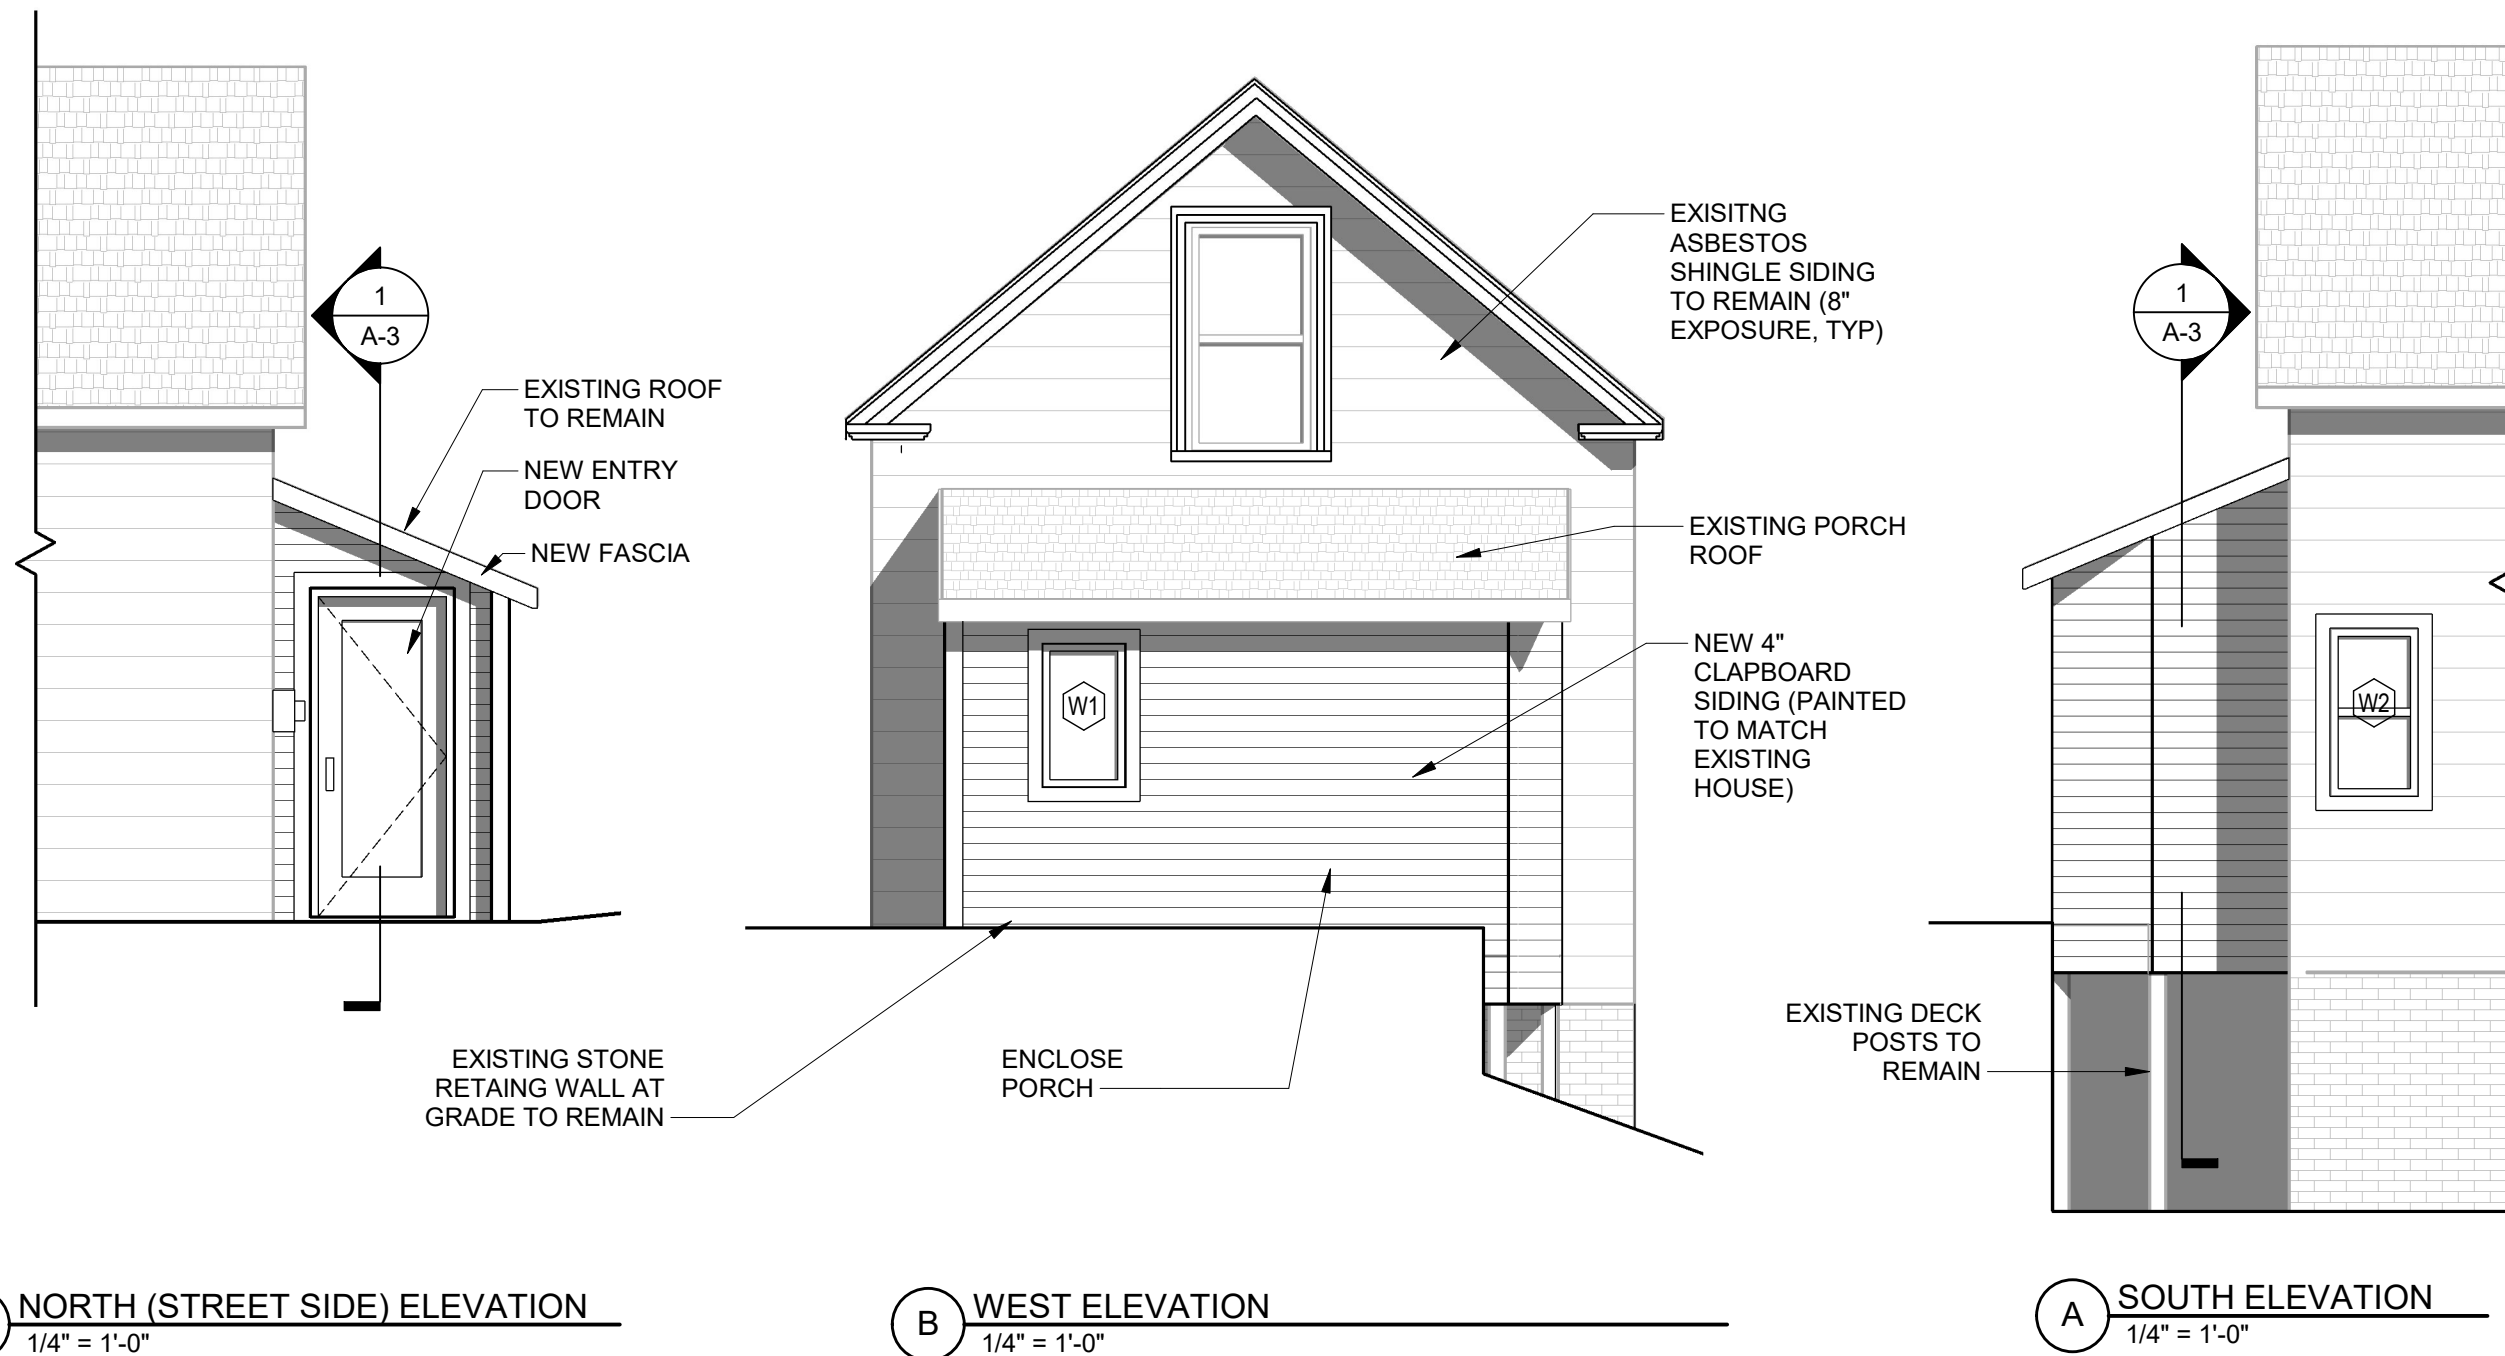 1
A-3
EXISTING ROOF
TO REMAIN
NEW ENTRY
DOOR
NEW FASCIA
EXISTING STONE
RETAING WALL AT
GRADE TO REMAIN
NORTH (STREET SIDE) ELEVATION
1/4" = 1'-0"
EXISITNG
ASBESTOS
SHINGLE SIDING
TO REMAIN (8"
EXPOSURE, TYP)
EXISTING PORCH
ROOF
NEW 4"
CLAPBOARD
SIDING (PAINTED
TO MATCH
EXISTING
HOUSE)
W1
ENCLOSE
PORCH
B
WEST ELEVATION
1/4" = 1'-0"
1
A-3
W2
EXISTING DECK
POSTS TO
REMAIN
A
SOUTH ELEVATION
1/4" = 1'-0"